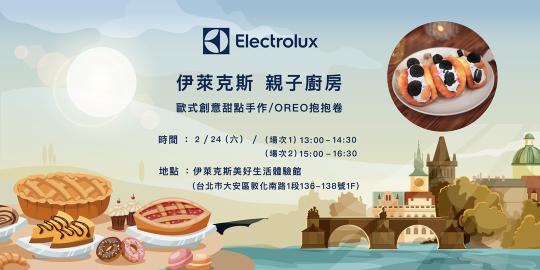 Electrolux
伊萊克斯 親子廚房
歐式創意甜點手作/OREO抱抱卷
時間 : 2 / 24 (六) / (場次1) 13:00-14:30
(場次2) 15:00-16:30
地點 : 伊萊克斯美好生活體驗館
(台北市大安區敦化南路1段136-138號1F)